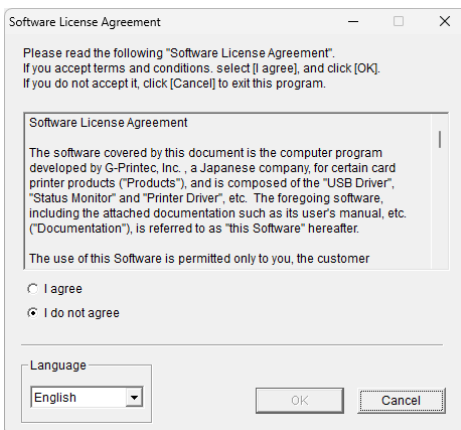 Software License Agreement
Please read the following "Software License Agreement".
If you accept terms and conditions. select [I agree], and click [OK].
If you do not accept it, click [Cancel] to exit this program.
Software License Agreement
The software covered by this document is the computer program
developed by G-Printec, Inc. , a Japanese company, for certain card
printer products ("Products"), and is composed of the "USB Driver",
"Status Monitor" and "Printer Driver", etc. The foregoing software,
including the attached documentation such as its user's manual, etc.
("Documentation"), is referred to as "this Software" hereafter.
The use of this Software is permitted only to you, the customer
I agree
I do not agree
Language
English
OK
Cancel